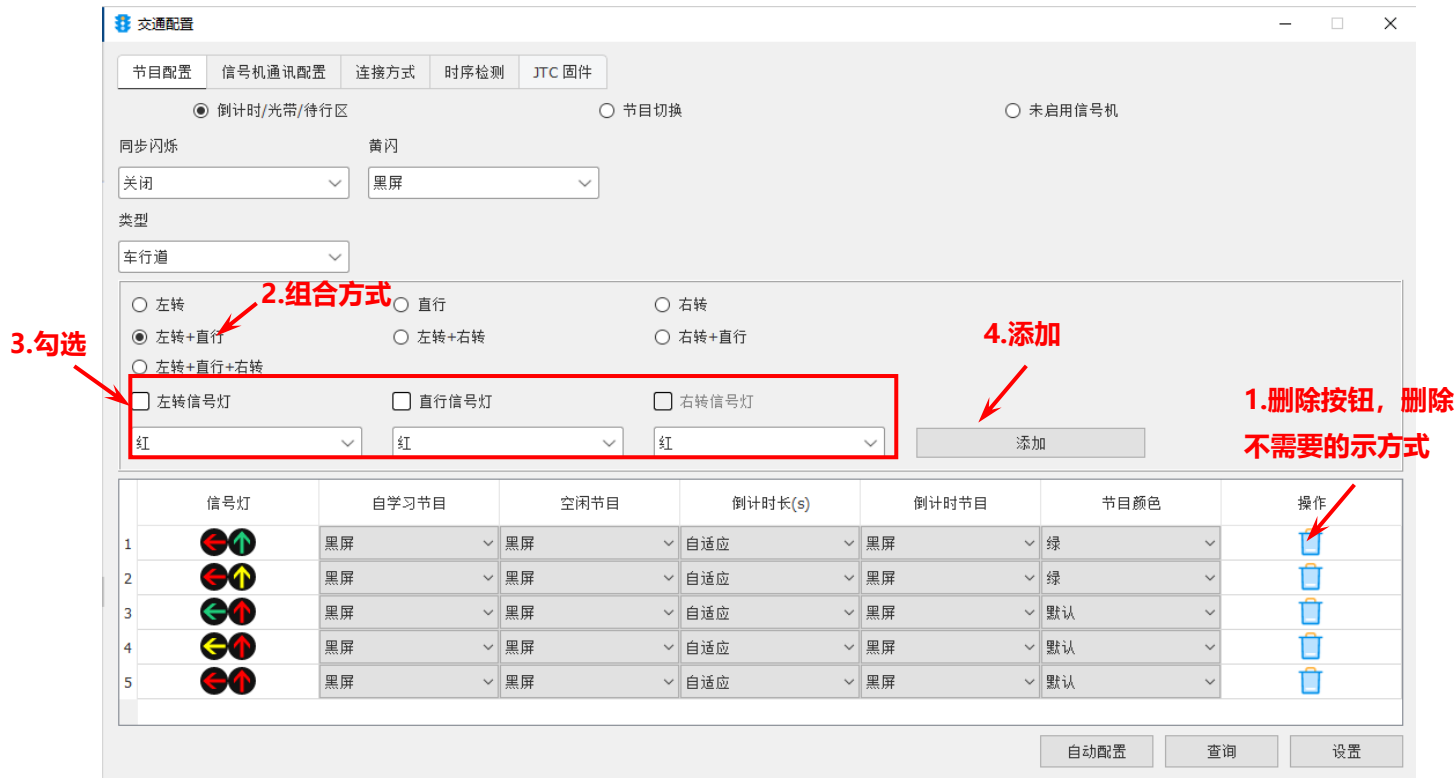 交通配置
节目配置 信号机通讯配置 连接方式 时序检测 JTC 固件
倒计时/光带/待行区 节目切换 未启用信号机
同步闪烁 黄闪
关闭 黑屏
类型
车行道
2.组合方式
左转 直行 右转
3.勾选
左转+直行 左转+右转 右转+直行
4.添加
左转+直行+右转
左转信号灯 直行信号灯 右转信号灯
1.删除按钮，删除
不需要的示方式
红 红 红 添加
信号灯 自学习节目 空闲节目 倒计时长(s) 倒计时节目 节目颜色 操作
1 黑屏 黑屏 自适应 黑屏 绿
2 黑屏 黑屏 自适应 黑屏 绿
3 黑屏 黑屏 自适应 黑屏 默认
4 黑屏 黑屏 自适应 黑屏 默认
5 黑屏 黑屏 自适应 黑屏 默认
自动配置 查询 设置